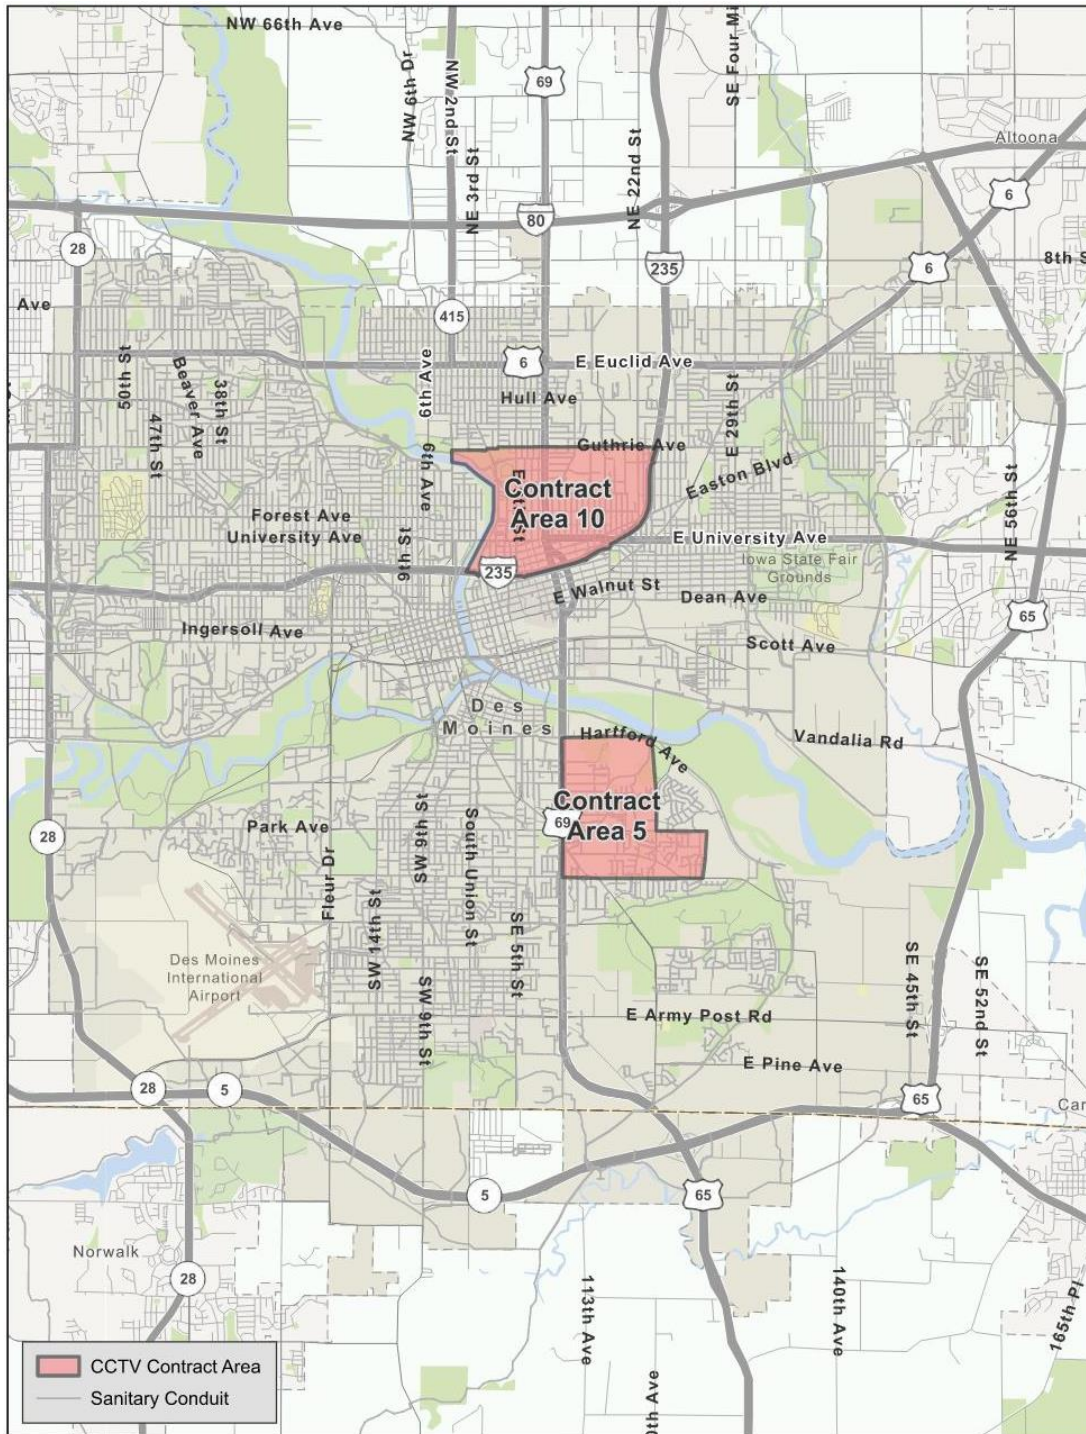 NW 66th Ave
NW 6th Dr
NW 2nd St
69
NE 3rd St
NE 22nd St
SE Four Mi
Altoona
6
80
28
235
6
8th S
Ave
415
6
E Euclid Ave
50th St
Beaver Ave
38th St
47th St
6th Ave
Hull Ave
E 29th St
Guthrie Ave
6th Ave
Easton Blvd
NE 56th St
Contract
Area 10
Forest Ave
University Ave
9th St
E University Ave
Iowa State Fair
Grounds
235
E Walnut St
Dean Ave
65
Ingersoll Ave
Scott Ave
Des
Moines
Hartford Ave
Vandalia Rd
Contract
Area 5
69
28
Park Ave
Fleur Dr
SW 9th St
South Union St
SW 14th St
SE 5th St
Des Moines
International
Airport
SW 9th St
E Army Post Rd
SE 45th St
SE 52nd St
E Pine Ave
28
5
65
Car
5
65
Norwalk
28
113th Ave
140th Ave
165th Pl
0th Ave
CCTV Contract Area
Sanitary Conduit